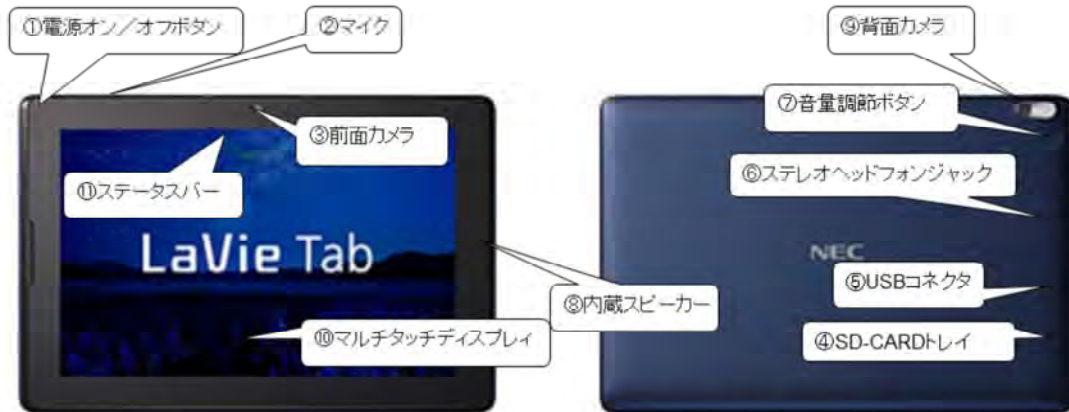 ①電源オン／オフボタン
②マイク
⑨背面カメラ
⑦音量調節ボタン
③前面カメラ
⑥ステレオヘッドフォンジャック
⑪ステータスバー
LaVie Tab
NEC
⑤USBコネクタ
⑧内蔵スピーカー
⑩マルチタッチディスプレィ
④SD-CARDトレイ